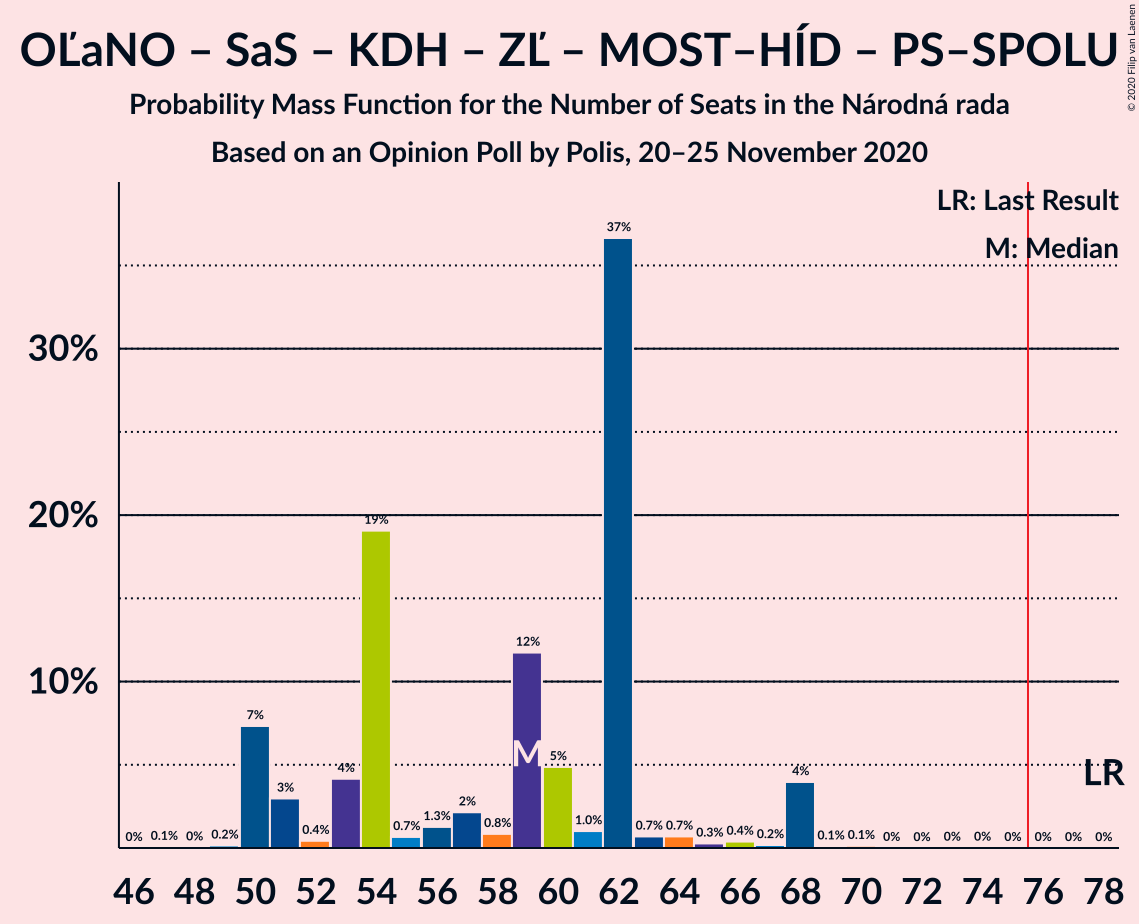 OĽaNO – SaS – KDH – ZĽ – MOST–HÍD – PS–SPOLU
Probability Mass Function for the Number of Seats in the Národná rada
Based on an Opinion Poll by Polis, 20–25 November 2020
© 2020 Filip van Laenen
LR: Last Result
M: Median
37%
30%
20%
19%
12%
10%
7%
M
5%
4%
4%
LR
3%
2%
1.3%
1.0%
0% 0.1% 0% 0.2% 0.4% 0.7% 0.8% 0.7% 0.7% 0.3% 0.4% 0.2% 0.1% 0.1% 0% 0% 0% 0% 0% 0% 0% 0%
46 48 50 52 54 56 58 60 62 64 66 68 70 72 74 76 78